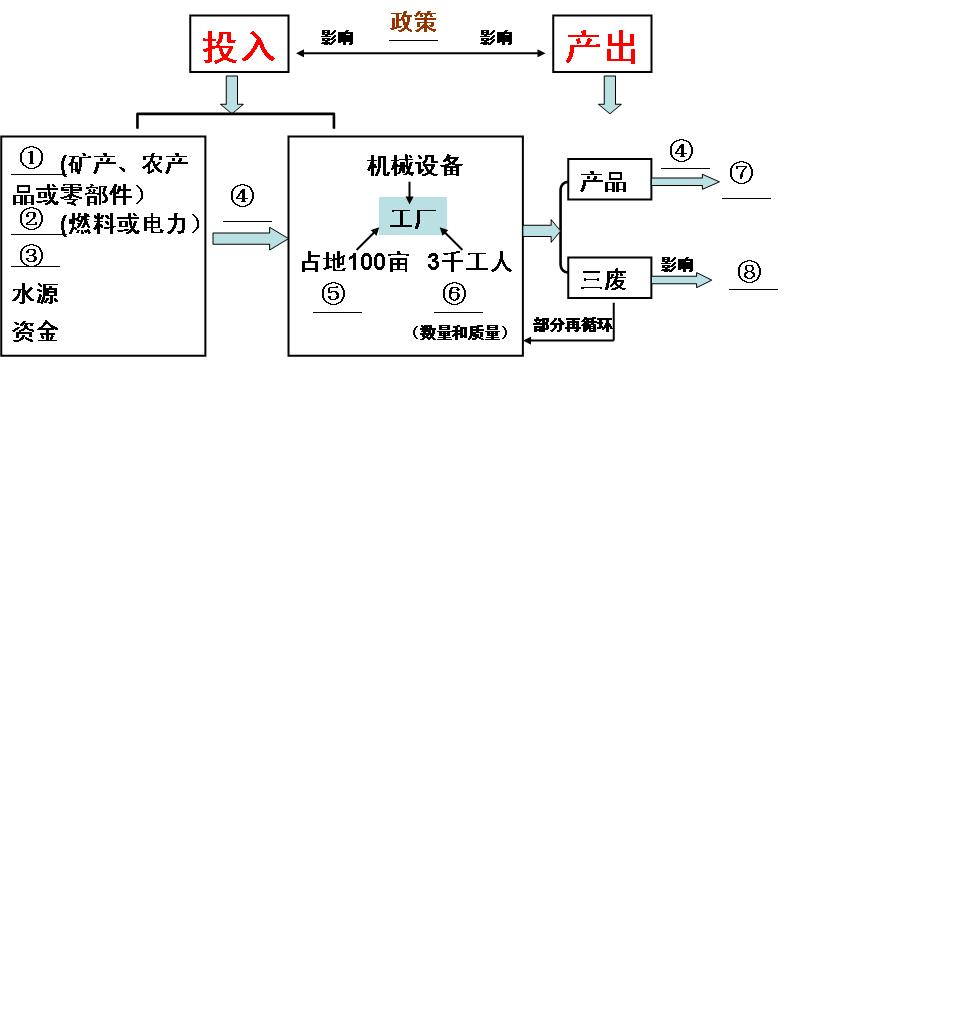 投入
影响
政策
影响
产出
① (矿产、农产
品或零部件）
② (燃料或电力）
③
水源
资金
④
机械设备
工厂
占地100亩
3千工人
⑤
⑥
（数量和质量）
产品
④
⑦
三废
影响
⑧
部分再循环